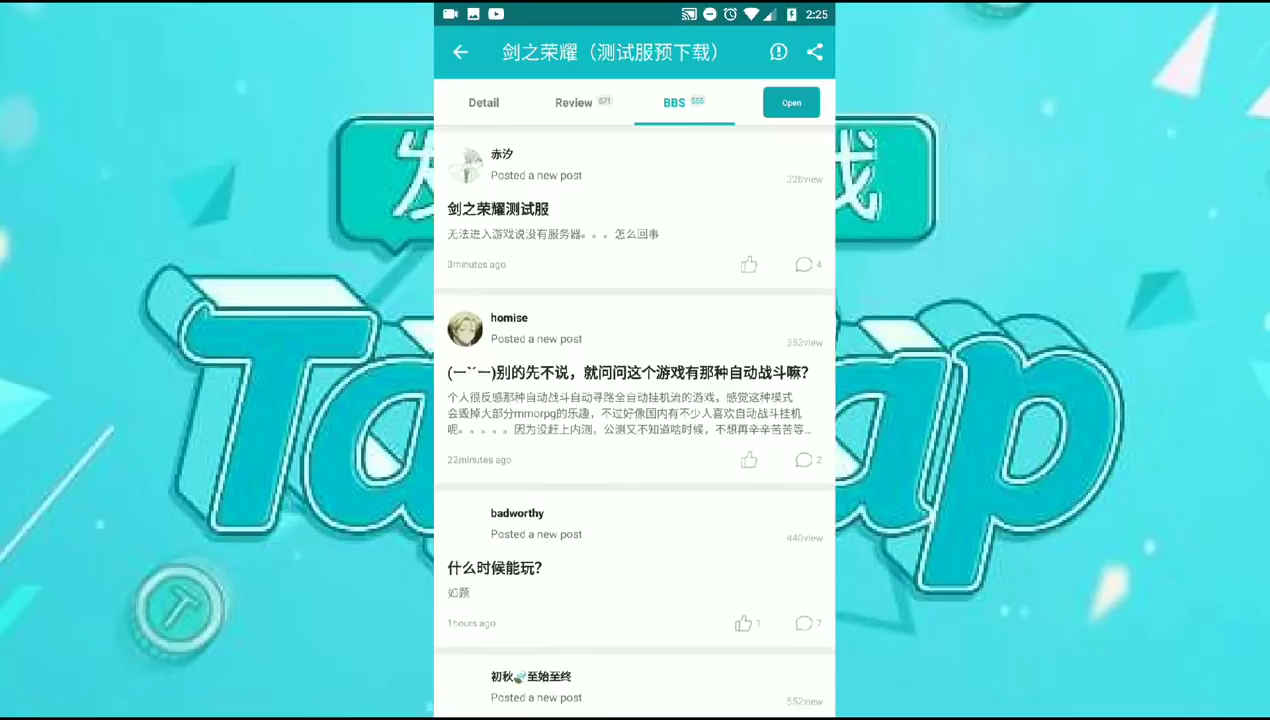 2:25
剑之荣耀（测试服预下载）
Detail
Review 671
BBS 555
Open
赤汐
Posted a new post
328view
剑之荣耀测试服
无法进入游戏说没有服务器。。。怎么回事
3minutes ago
4
homise
Posted a new post
353view
(一ˇˇ一)别的先不说，就问问这个游戏有那种自动战斗嘛?
个人很反感那种自动战斗自动寻路全自动挂机流的游戏，感觉这种模式
会毁掉大部分mmorpg的乐趣，不过好像国内有不少人喜欢自动战斗挂机
呢。。。。。因为没赶上内测，公测又不知道啥时候，不想再辛辛苦苦等...
22minutes ago
2
badworthy
Posted a new post
440view
什么时候能玩?
如题
1hours ago
1
7
初秋🍃至始至终
Posted a new post
552view
发
戏
Ta
ap
T